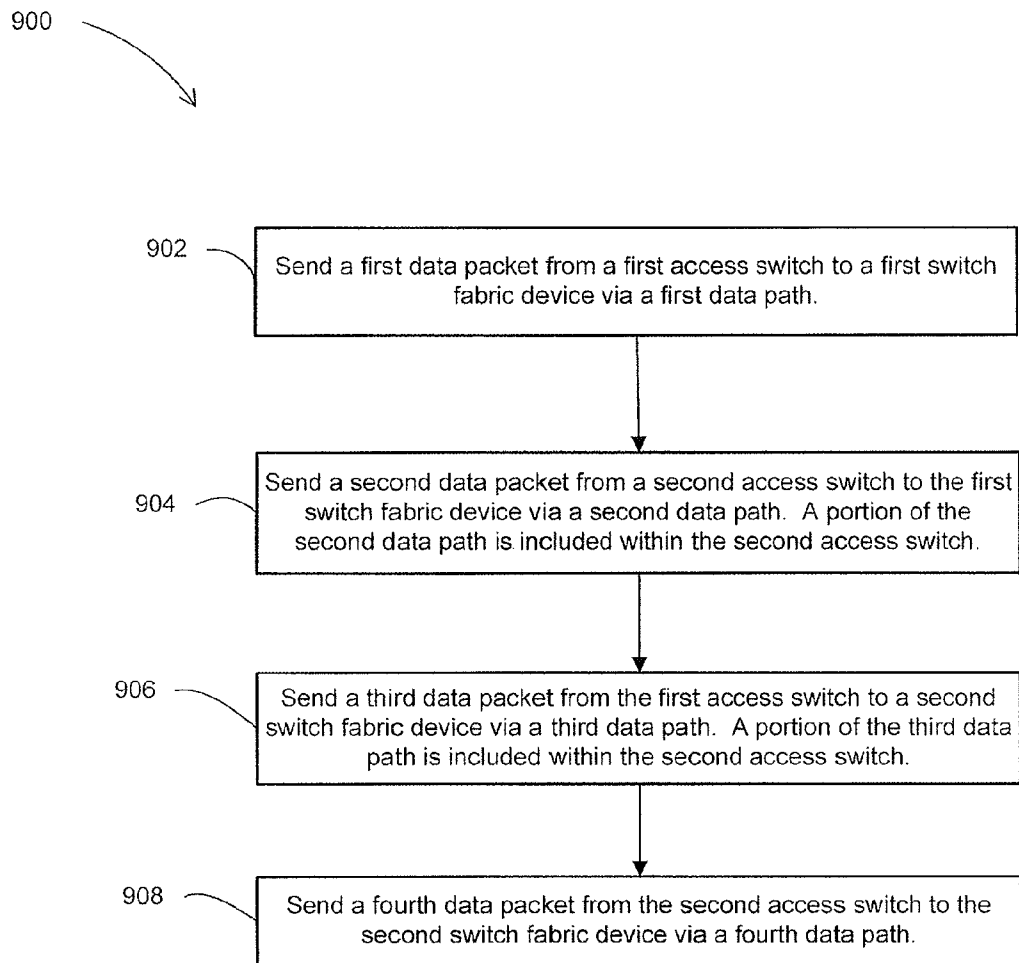 900
902
Send a first data packet from a first access switch to a first switch
fabric device via a first data path.
904
Send a second data packet from a second access switch to the first
switch fabric device via a second data path. A portion of the
second data path is included within the second access switch.
906
Send a third data packet from the first access switch to a second
switch fabric device via a third data path. A portion of the third data
path is included within the second access switch.
908
Send a fourth data packet from the second access switch to the
second switch fabric device via a fourth data path.